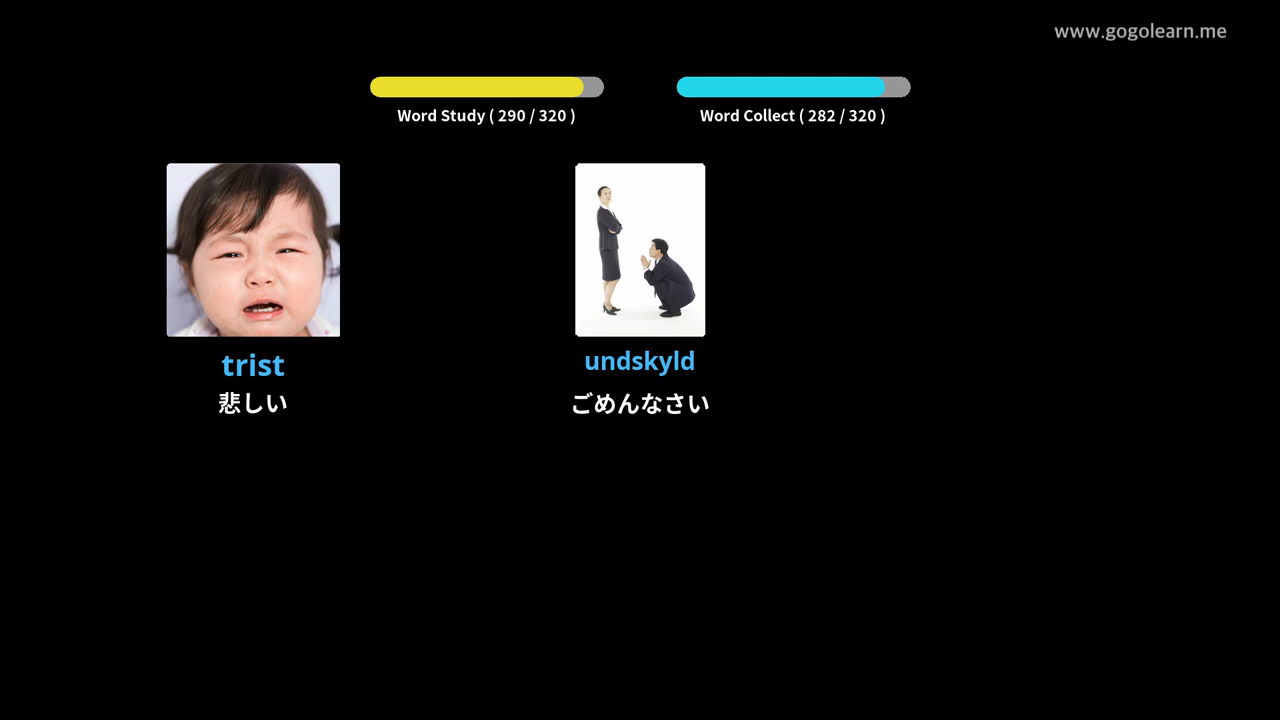 www.gogolearn.me
Word Study ( 290 / 320 )
Word Collect ( 282 / 320 )
trist
悲しい
undskyld
ごめんなさい